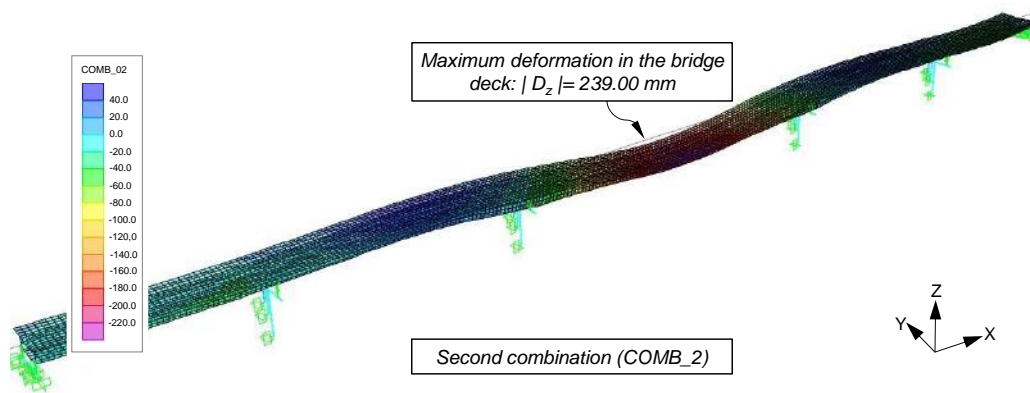 COMB_02
40.0
20.0
0.0
-20.0
-40.0
-60.0
-80.0
-100.0
-120.0
-140.0
-160.0
-180.0
-200.0
-220.0
Maximum deformation in the bridge
deck: | Dz |= 239.00 mm
Second combination (COMB_2)
Z
Y
X